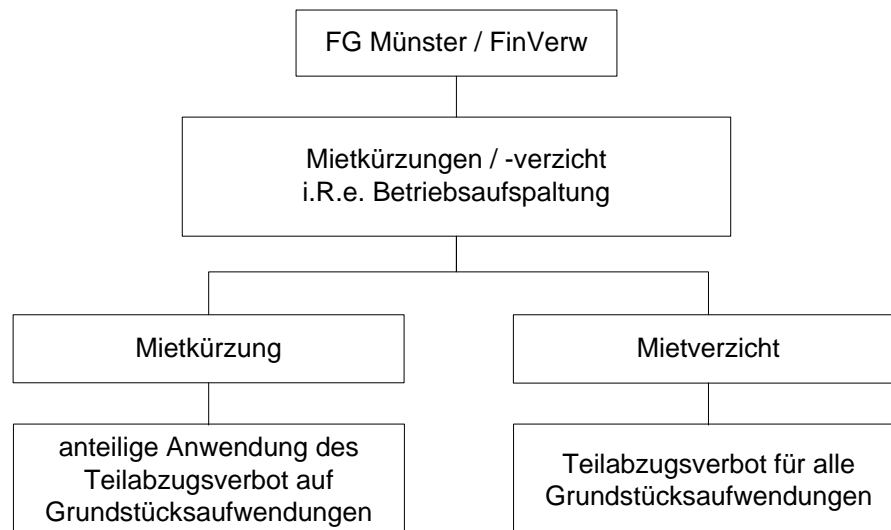 FG Münster / FinVerw
Mietkürzungen / -verzicht
i.R.e. Betriebsaufspaltung
Mietkürzung
Mietverzicht
anteilige Anwendung des
Teilabzugsverbot auf
Grundstücksaufwendungen
Teilabzugsverbot für alle
Grundstücksaufwendungen